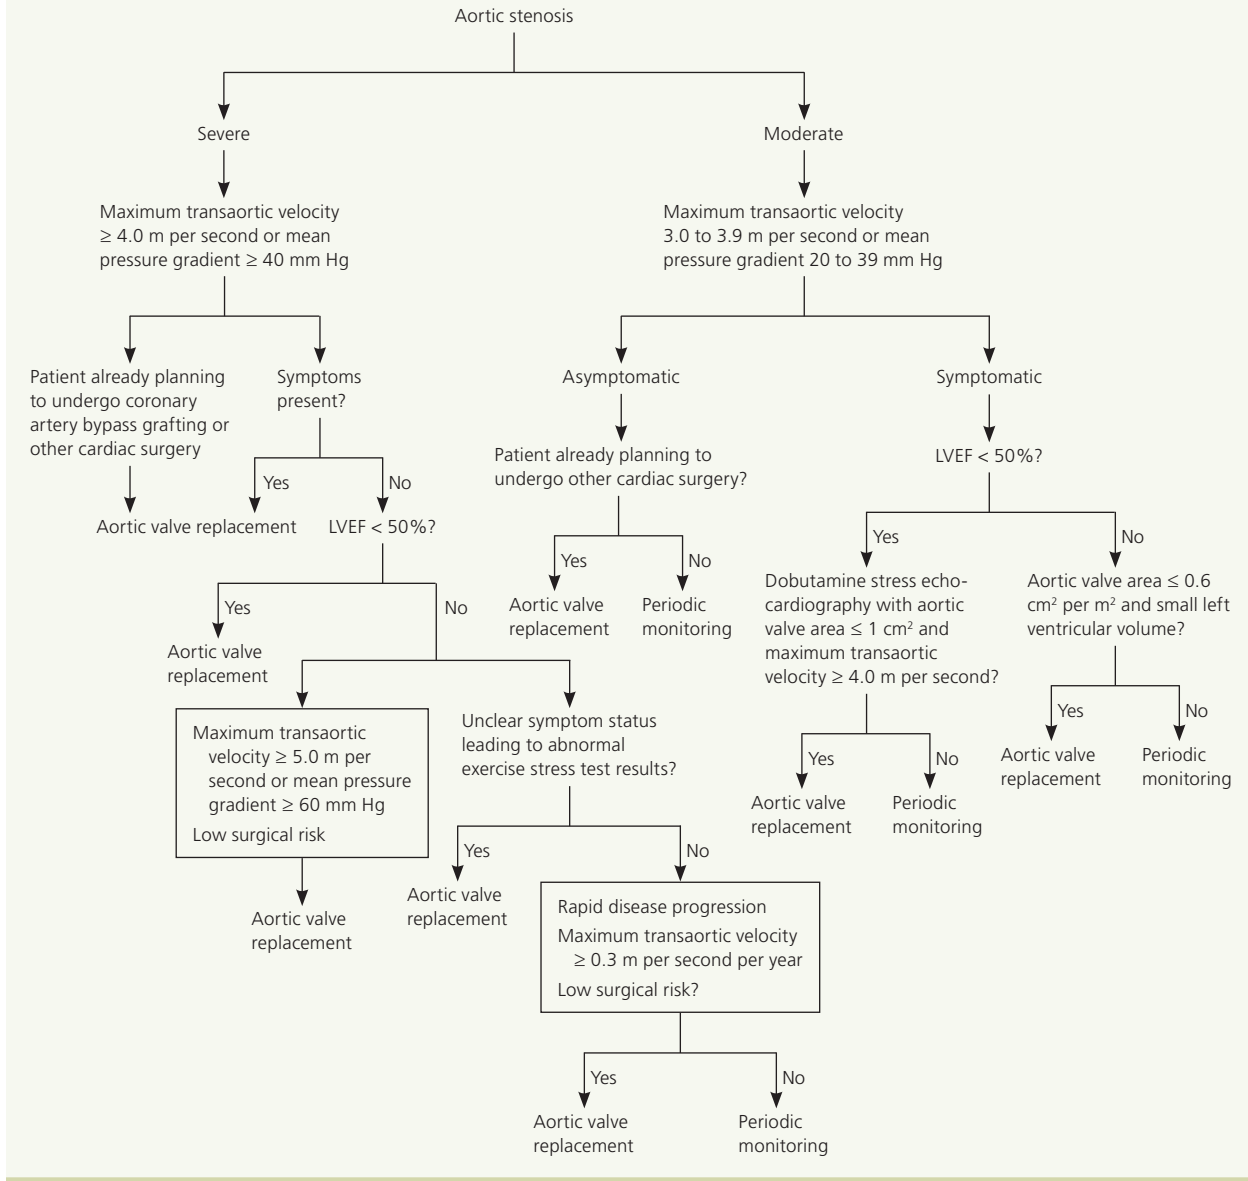 Aortic stenosis
Severe
Moderate
Maximum transaortic velocity
≥ 4.0 m per second or mean
pressure gradient ≥ 40 mm Hg
Maximum transaortic velocity
3.0 to 3.9 m per second or mean
pressure gradient 20 to 39 mm Hg
Patient already planning
to undergo coronary
artery bypass grafting or
other cardiac surgery
Symptoms
present?
Asymptomatic
Symptomatic
Patient already planning to
undergo other cardiac surgery?
LVEF < 50%?
Yes
No
Aortic valve replacement
LVEF < 50%?
Yes
No
Aortic valve
replacement
Periodic
monitoring
Yes
No
Dobutamine stress echo-
cardiography with aortic
valve area ≤ 1 cm² and
maximum transaortic
velocity ≥ 4.0 m per second?
Aortic valve area ≤ 0.6
cm² per m² and small left
ventricular volume?
Yes
No
Aortic valve
replacement
Maximum transaortic
velocity ≥ 5.0 m per
second or mean pressure
gradient ≥ 60 mm Hg
Low surgical risk
Unclear symptom status
leading to abnormal
exercise stress test results?
Yes
No
Aortic valve
replacement
Periodic
monitoring
Yes
No
Aortic valve
replacement
Periodic
monitoring
Aortic valve
replacement
Yes
No
Aortic valve
replacement
Rapid disease progression
Maximum transaortic velocity
≥ 0.3 m per second per year
Low surgical risk?
Yes
No
Aortic valve
replacement
Periodic
monitoring